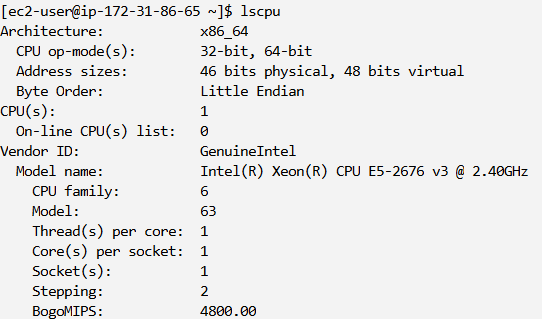 [ec2-user@ip-172-31-86-65 ~]$ lscpu
Architecture: x86_64
CPU op-mode(s): 32-bit, 64-bit
Address sizes: 46 bits physical, 48 bits virtual
Byte Order: Little Endian
CPU(s): 1
On-line CPU(s) list: 0
Vendor ID: GenuineIntel
Model name: Intel(R) Xeon(R) CPU E5-2676 v3 @ 2.40GHz
CPU family: 6
Model: 63
Thread(s) per core: 1
Core(s) per socket: 1
Socket(s): 1
Stepping: 2
BogoMIPS: 4800.00